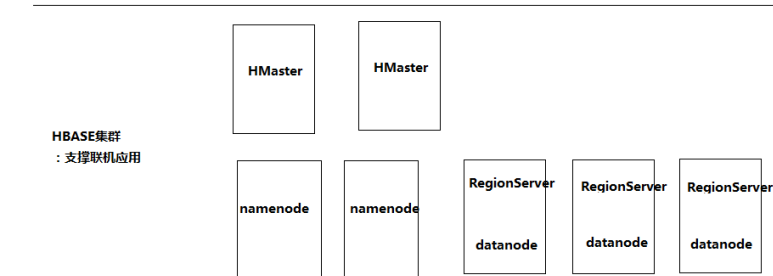 HMaster
HMaster
HBASE集群
：支撑联机应用
namenode
namenode
RegionServer
datanode
RegionServer
datanode
RegionServer
datanode